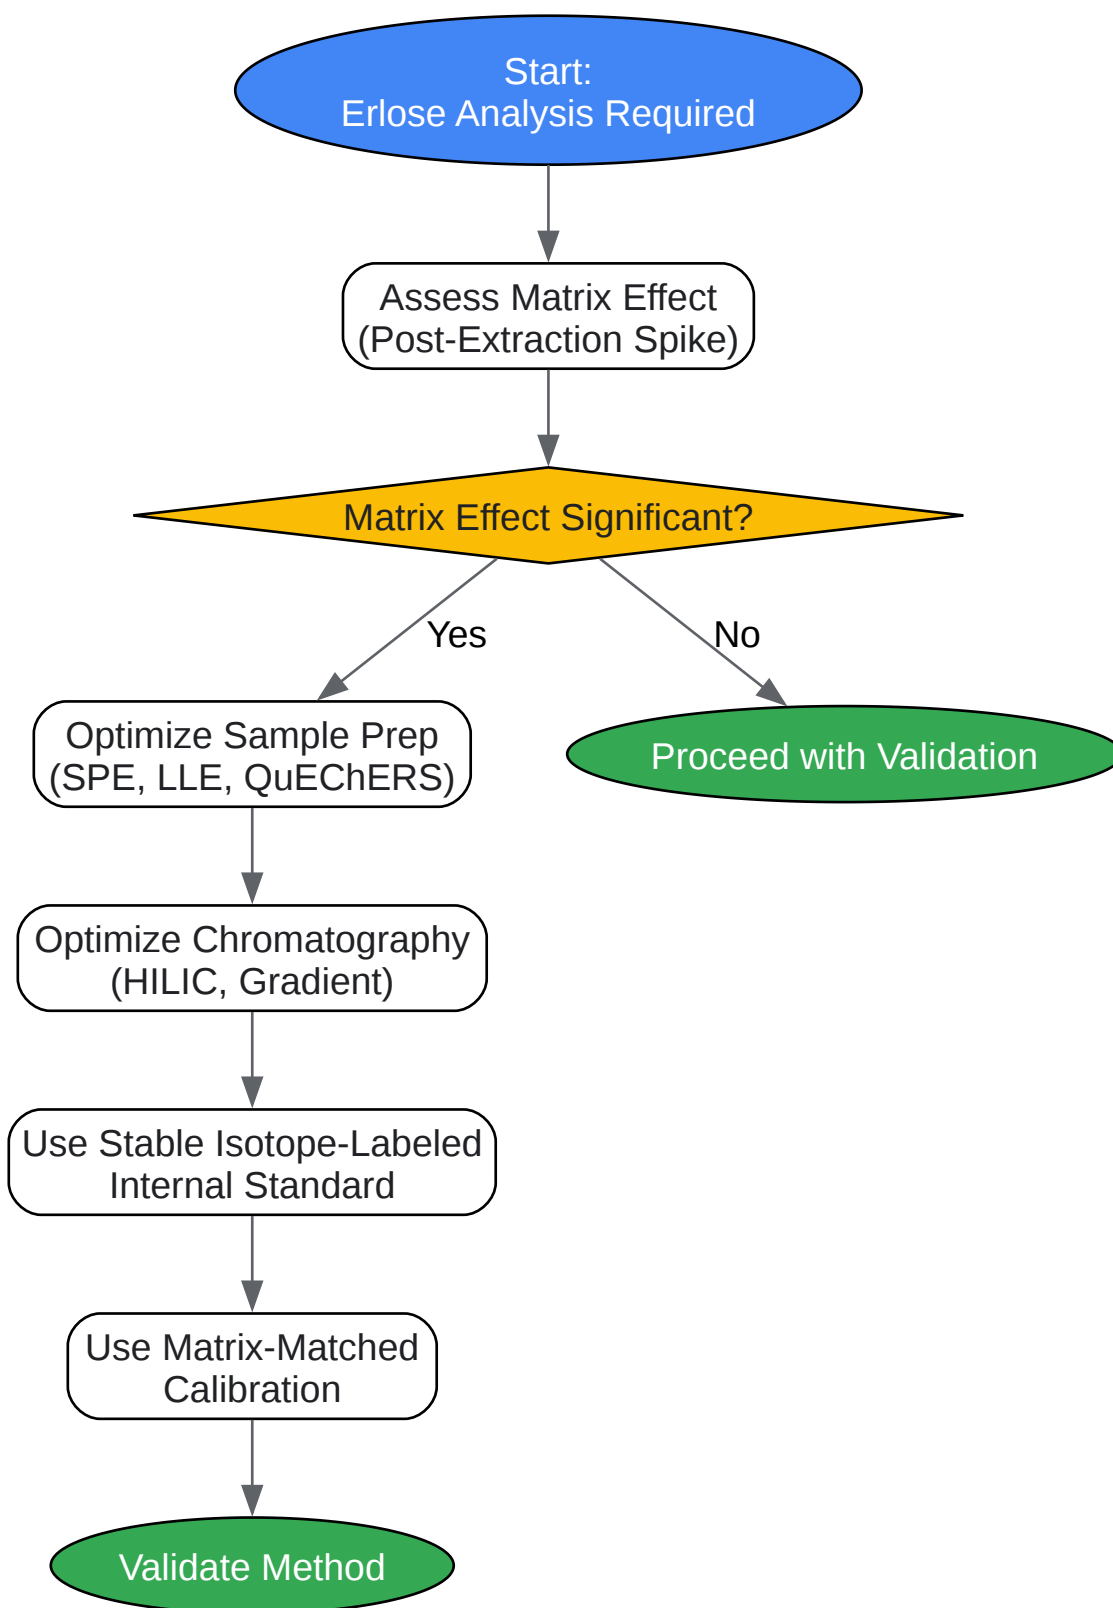 Start:
Erlose Analysis Required
Assess Matrix Effect
(Post-Extraction Spike)
Matrix Effect Significant?
Yes
No
Optimize Sample Prep
(SPE, LLE, QuEChERS)
Proceed with Validation
Optimize Chromatography
(HILIC, Gradient)
Use Stable Isotope-Labeled
Internal Standard
Use Matrix-Matched
Calibration
Validate Method